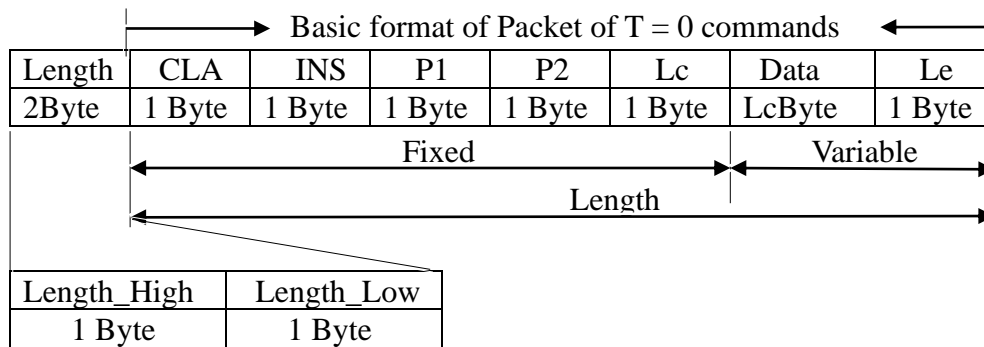 Basic format of Packet of T = 0 commands
Length CLA INS P1 P2 Lc Data Le
2Byte 1 Byte 1 Byte 1 Byte 1 Byte 1 Byte LcByte 1 Byte
Fixed Variable
Length
Length_High Length_Low
1 Byte 1 Byte